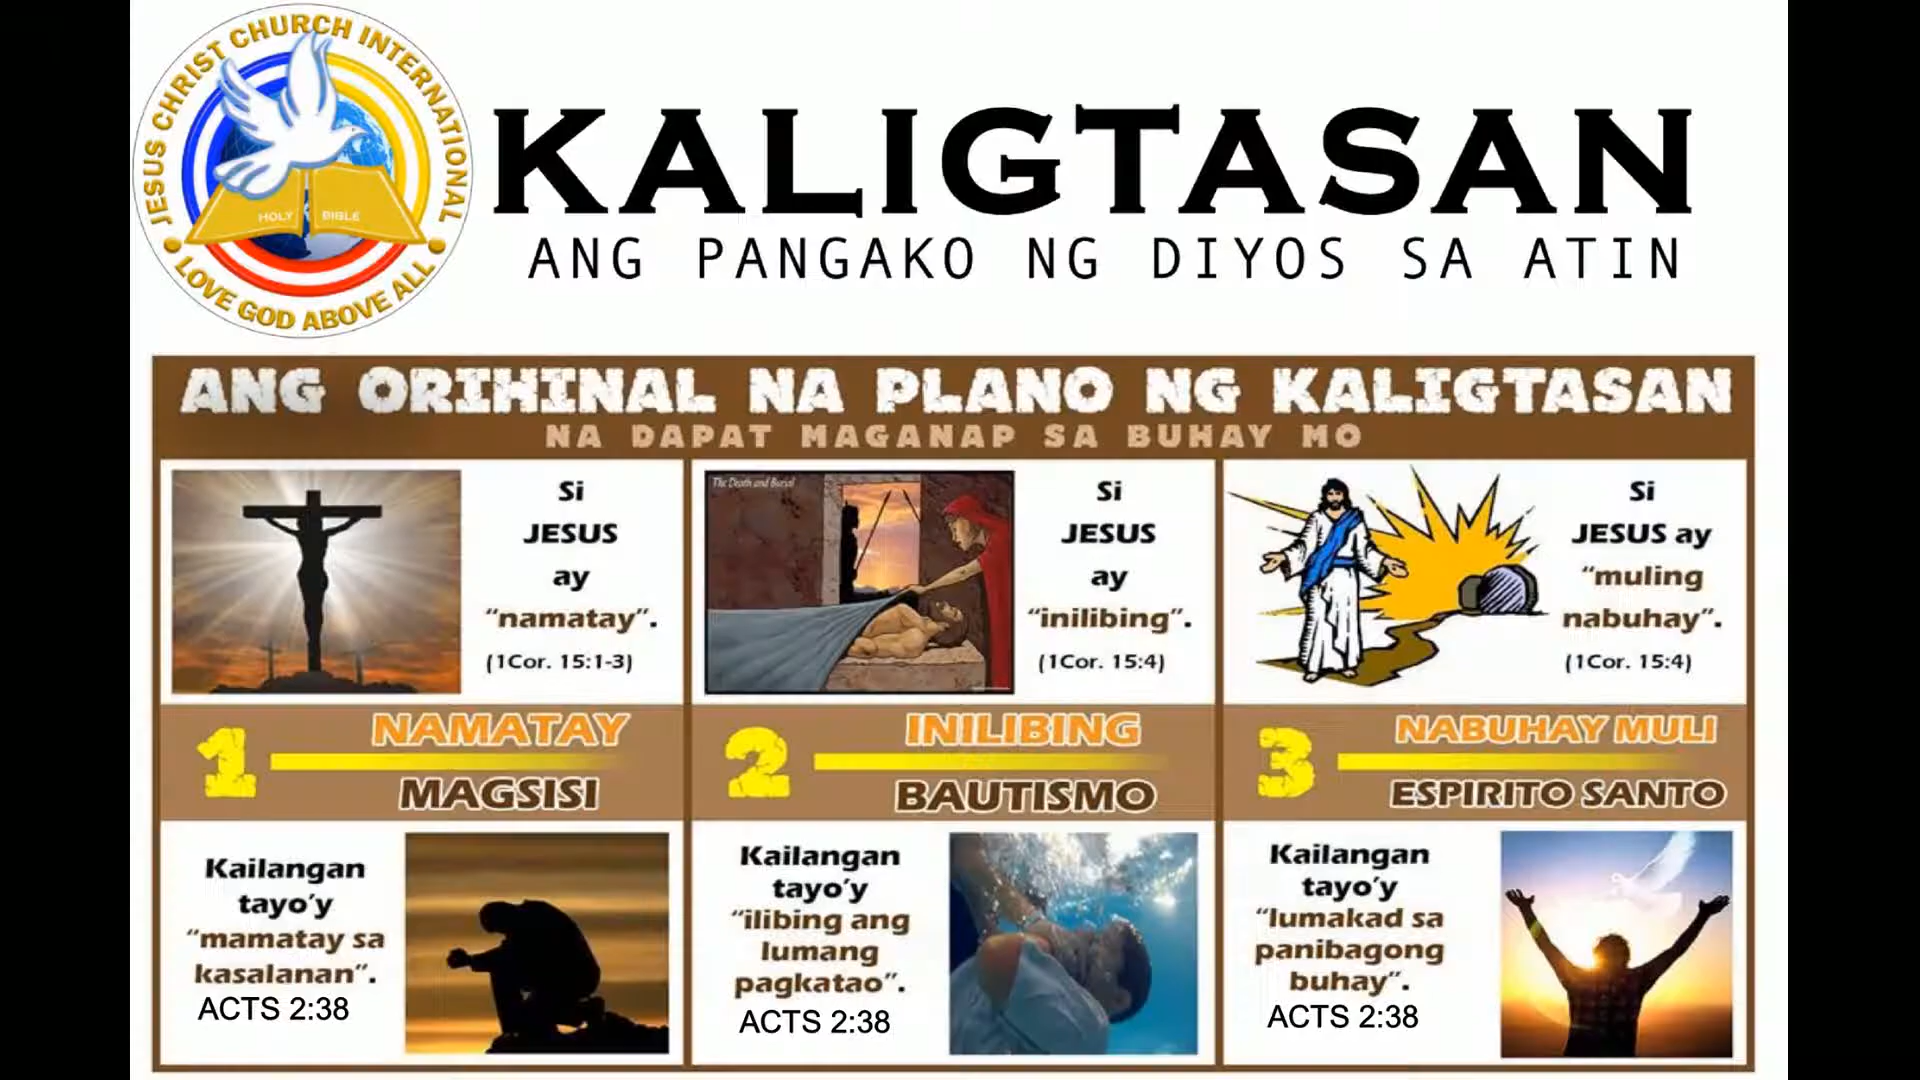 JESUS CHRIST CHURCH INTERNATIONAL
HOLY BIBLE
LOVE GOD ABOVE ALL
KALIGTASAN
ANG PANGAKO NG DIYOS SA ATIN
ANG ORIHINAL NA PLANO NG KALIGTASAN
NA DAPAT MAGANAP SA BUHAY MO
Si
JESUS
ay
“namatay”.
(1Cor. 15:1-3)
The Death and Burial
Si
JESUS
ay
“inilibing”.
(1Cor. 15:4)
Si
JESUS ay
“muling
nabuhay”.
(1Cor. 15:4)
1
NAMATAY
MAGSISI
2
INILIBING
BAUTISMO
3
NABUHAY MULI
ESPIRITO SANTO
Kailangan
tayo’y
“mamatay sa
kasalanan”.
ACTS 2:38
Kailangan
tayo’y
“ilibing ang
lumang
pagkatao”.
ACTS 2:38
Kailangan
tayo’y
“lumakad sa
panibagong
buhay”.
ACTS 2:38